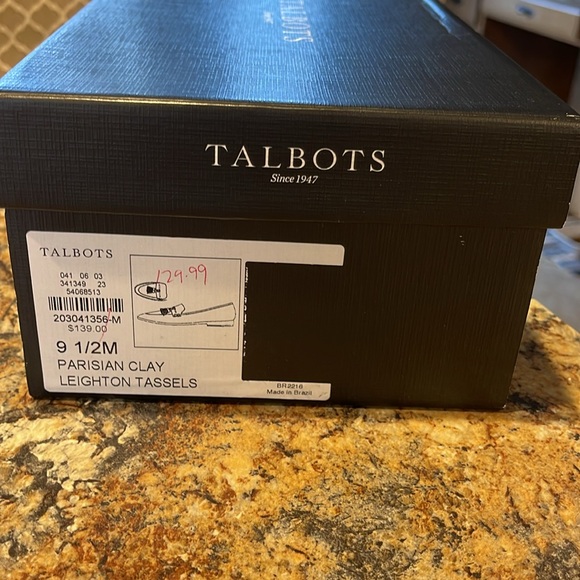 TALBOTS
TALBOTS
Since 1947
TALBOTS
041 06 03
341349 23
54068513
129.99
203041356-M
$139.00
9 1/2M
PARISIAN CLAY
LEIGHTON TASSELS
BR2216
Made in Brazil